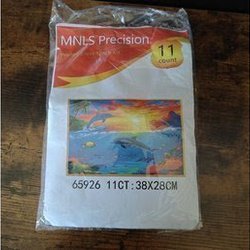 MNLS Precision
11
count
65926 11CT:38X28CM